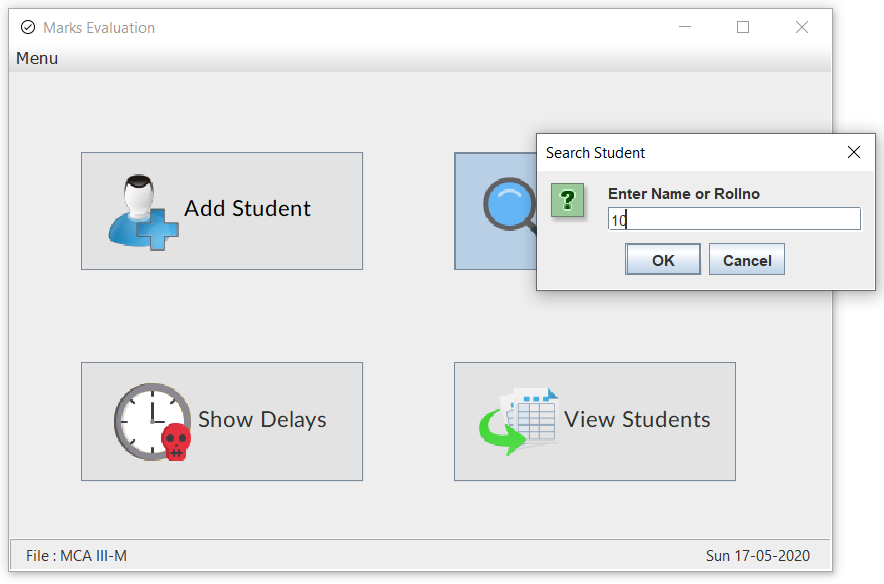 Marks Evaluation
Menu
Add Student
Search Student
Enter Name or Rollno
10
OK Cancel
Show Delays
View Students
File : MCA III-M
Sun 17-05-2020